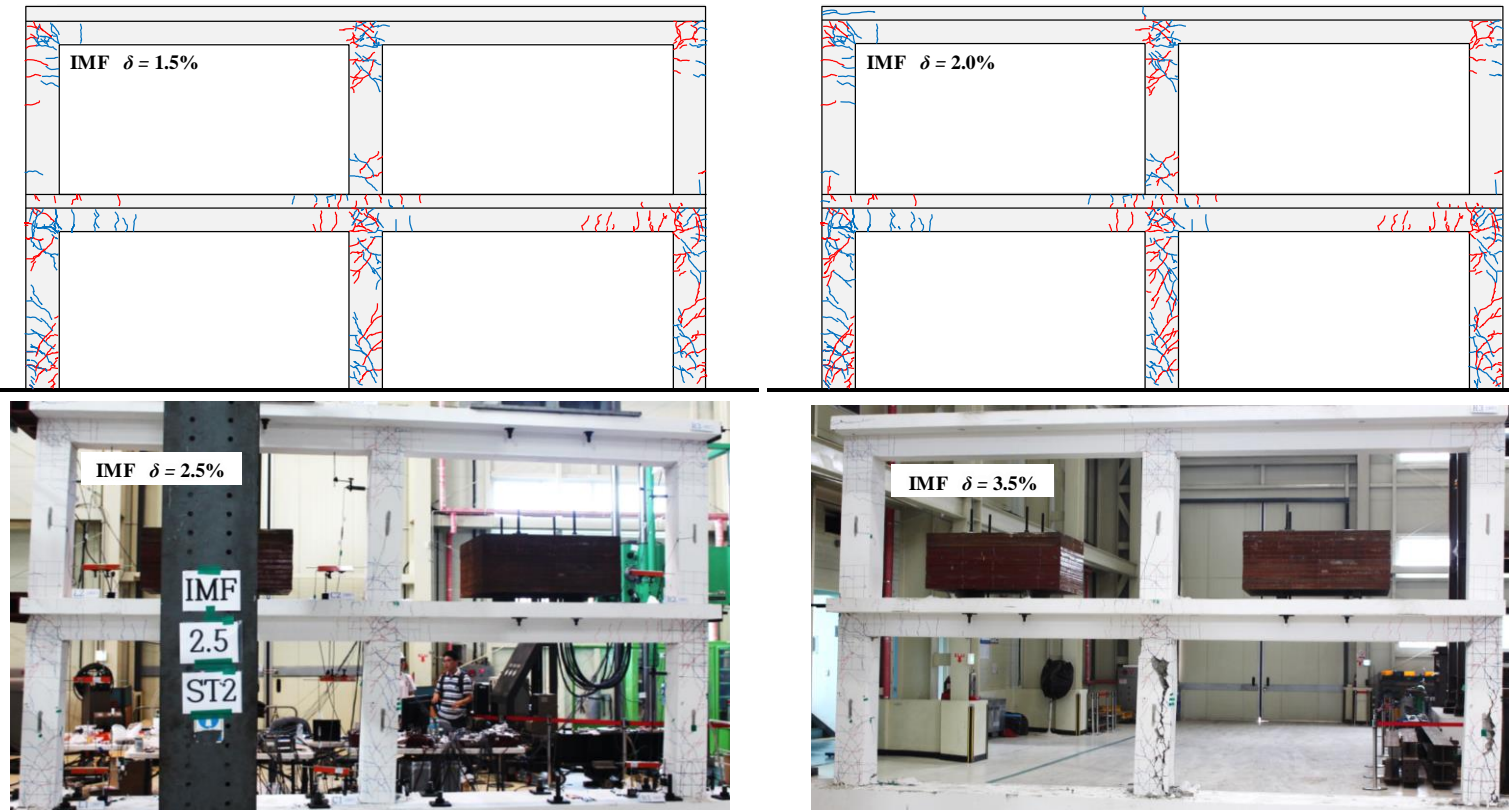 IMF δ = 1.5%
IMF δ = 2.0%
IMF δ = 2.5%
IMF
2.5
ST2
IMF δ = 3.5%